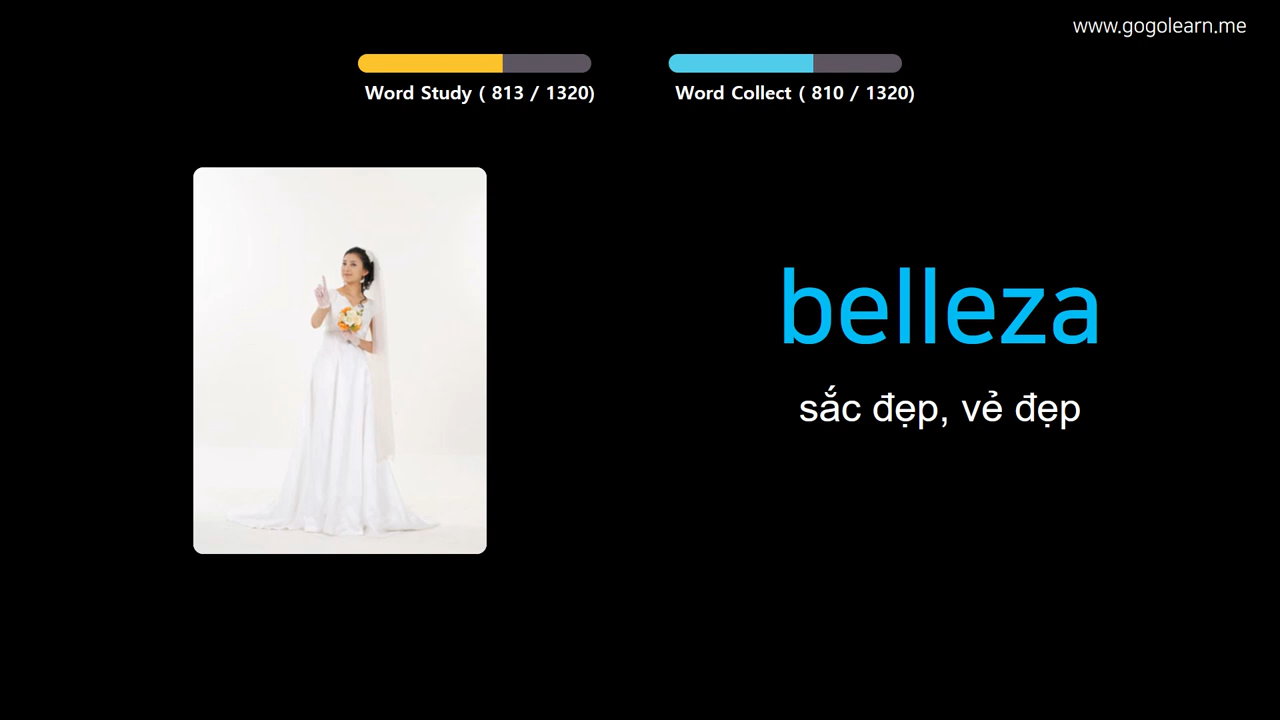 www.gogolearn.me
Word Study ( 813 / 1320)
Word Collect ( 810 / 1320)
belleza
sắc đẹp, vẻ đẹp